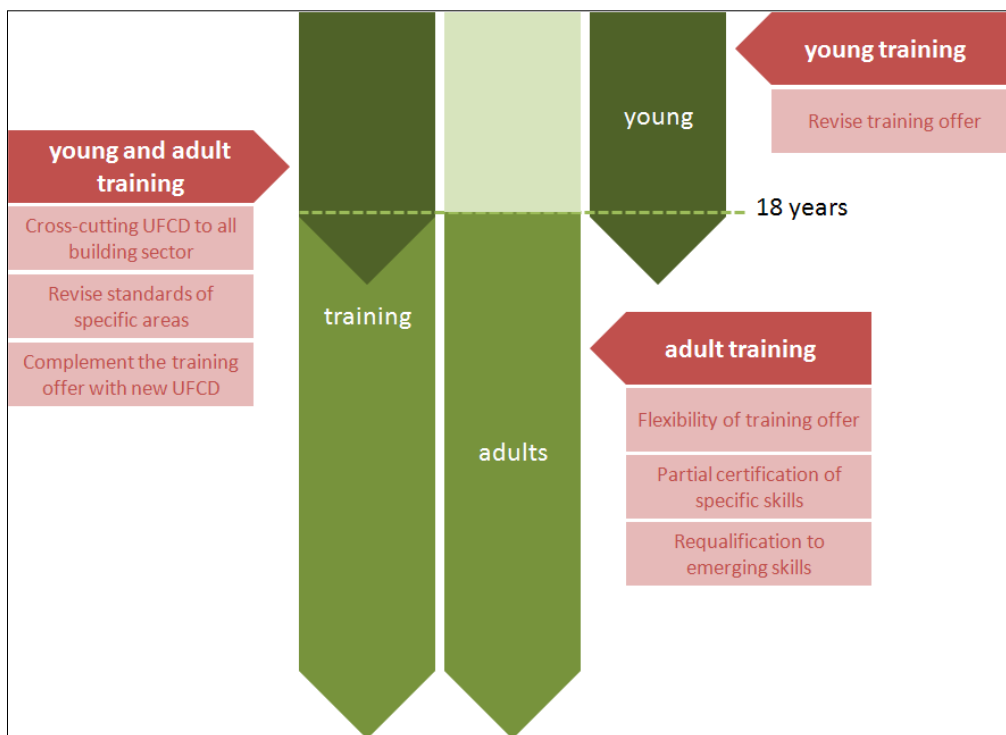 young training
Revise training offer
young
young and adult
training
Cross-cutting UFCD to all
building sector
Revise standards of
specific areas
Complement the training
offer with new UFCD
18 years
training
adults
adult training
Flexibility of training offer
Partial certification of
specific skills
Requalification to
emerging skills